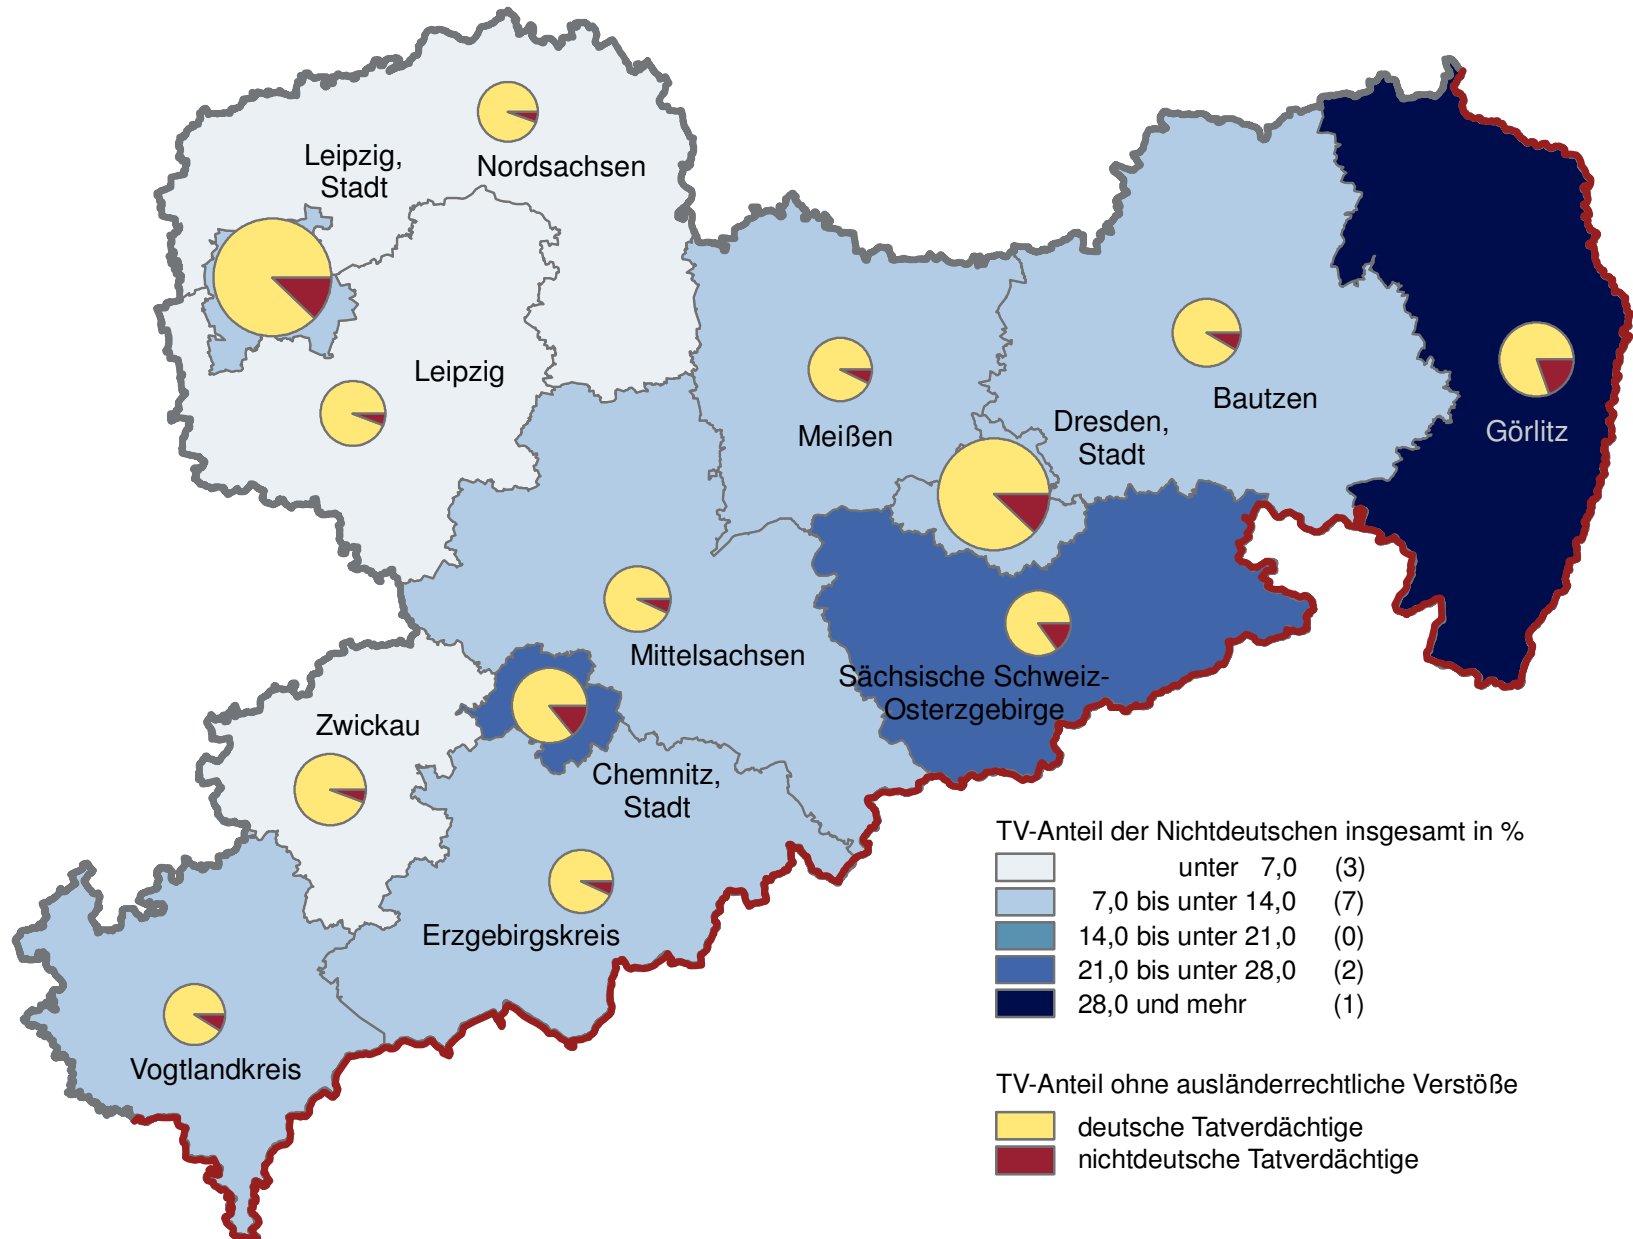 Leipzig,
Stadt
Nordsachsen
Leipzig
Meißen
Dresden,
Stadt
Bautzen
Görlitz
Mittelsachsen
Sächsische Schweiz-
Osterzgebirge
Zwickau
Chemnitz,
Stadt
Erzgebirgskreis
Vogtlandkreis
TV-Anteil der Nichtdeutschen insgesamt in %
unter 7,0 (3)
7,0 bis unter 14,0 (7)
14,0 bis unter 21,0 (0)
21,0 bis unter 28,0 (2)
28,0 und mehr (1)
TV-Anteil ohne ausländerrechtliche Verstöße
deutsche Tatverdächtige
nichtdeutsche Tatverdächtige